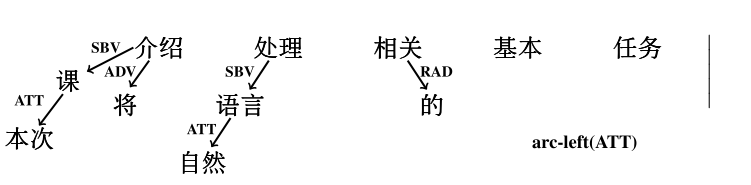 介绍 处理 相关 基本 任务
SBV ADV SBV RAD
课
ATT 将 语言 的
本次 ATT arc-left(ATT)
自然